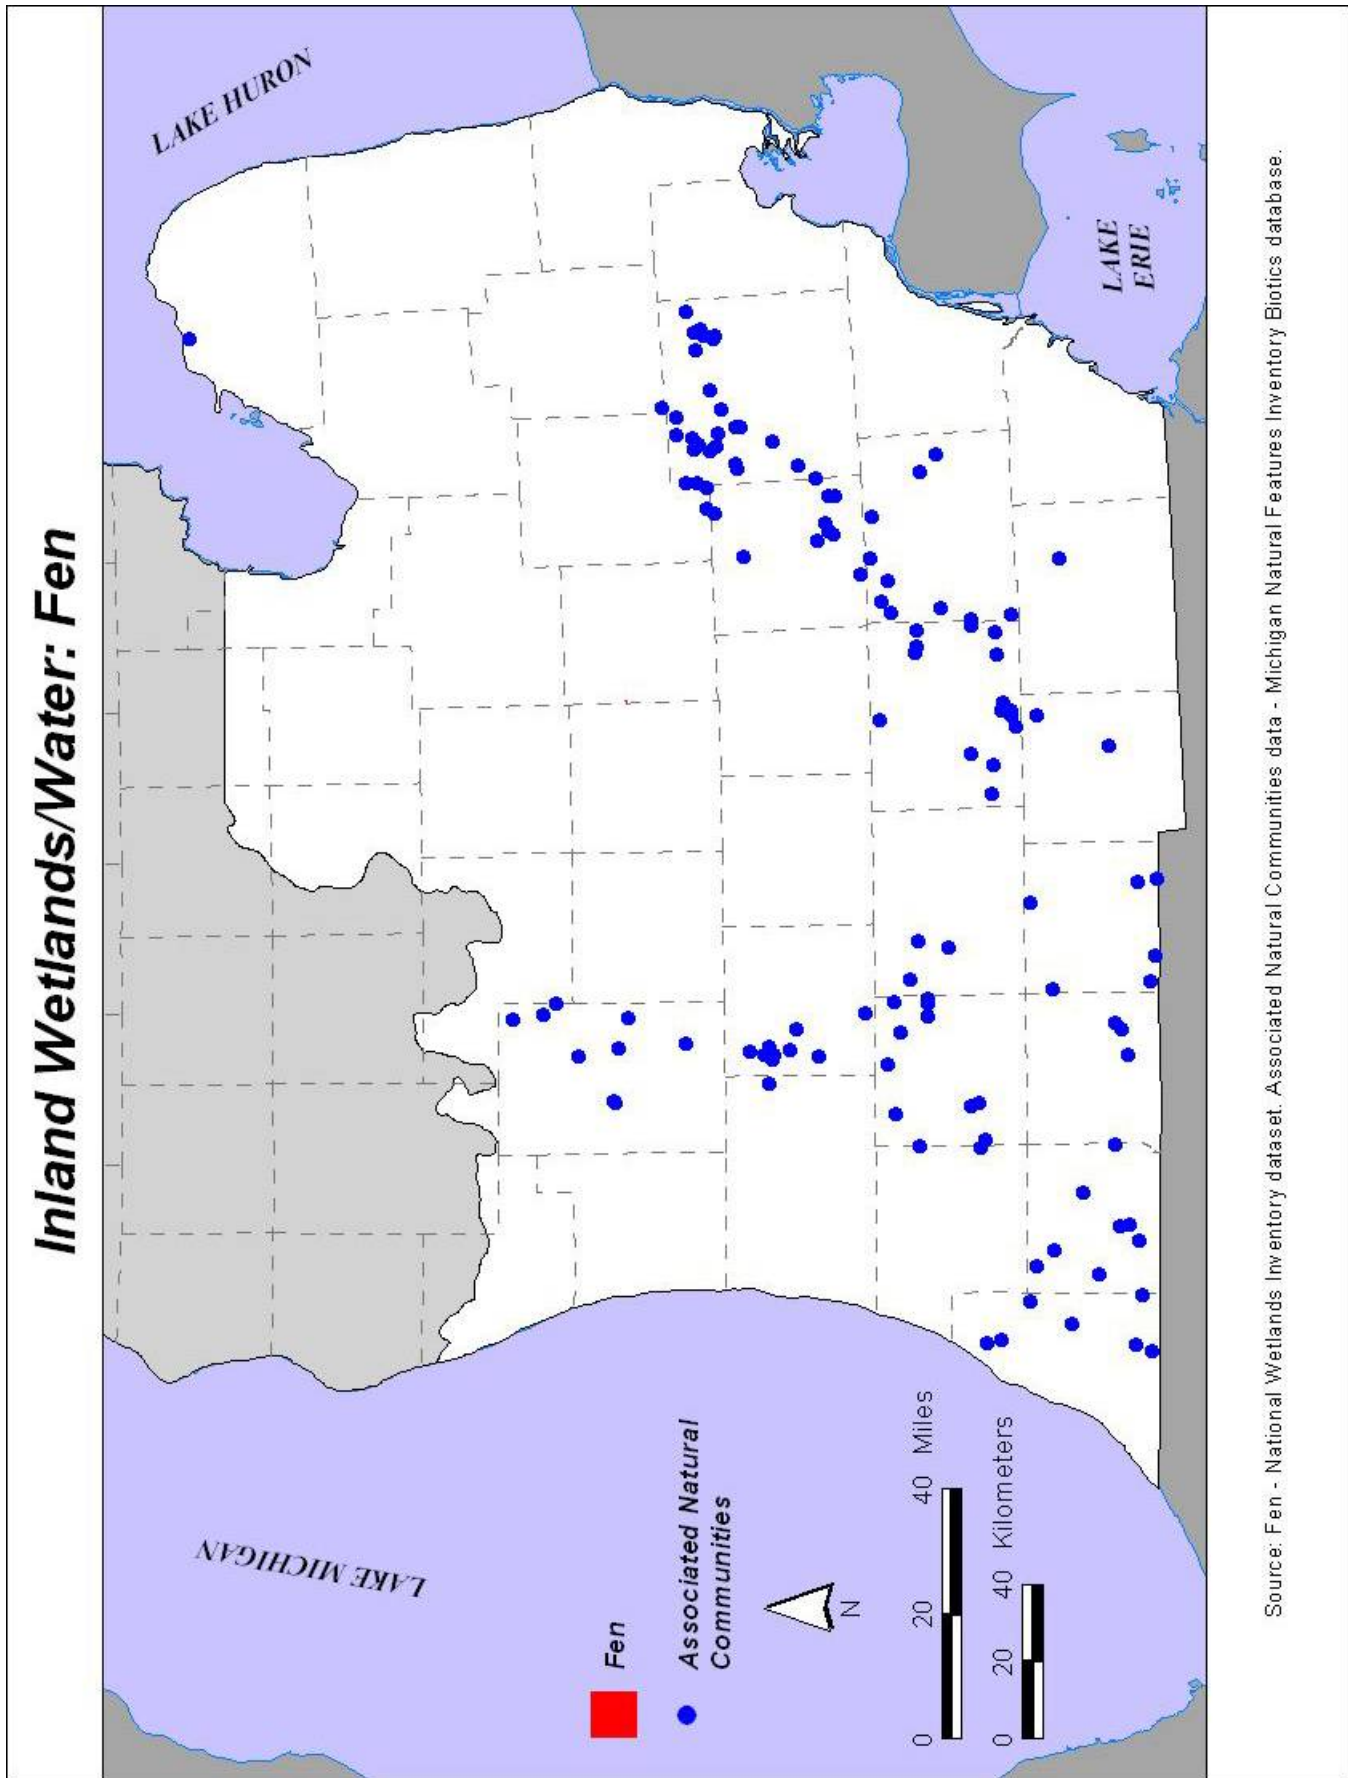 Inland Wetlands/Water: Fen
LAKE HURON
LAKE MICHIGAN
LAKE
ERIE
Fen
Associated Natural
Communities
N
0 20 40 Miles
0 20 40 Kilometers
Source: Fen - National Wetlands Inventory dataset. Associated Natural Communities data - Michigan Natural Features Inventory Biotics database.